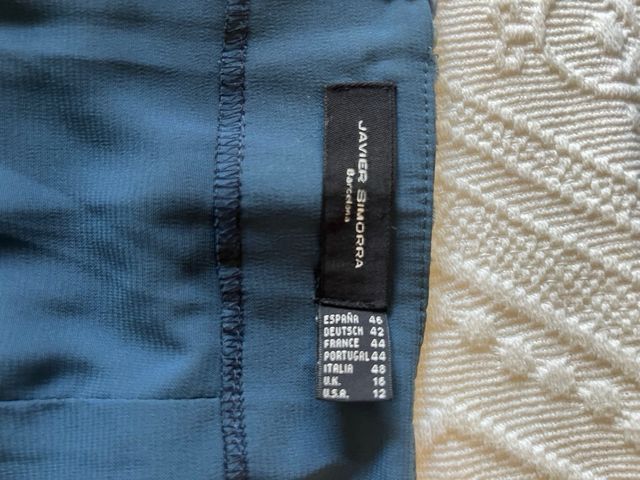 JAVIER SIMORRA
Barcelona
ESPAÑA 46
DEUTSCH 42
FRANCE 44
PORTUGAL 44
ITALIA 48
U.K. 16
U.S.A. 12